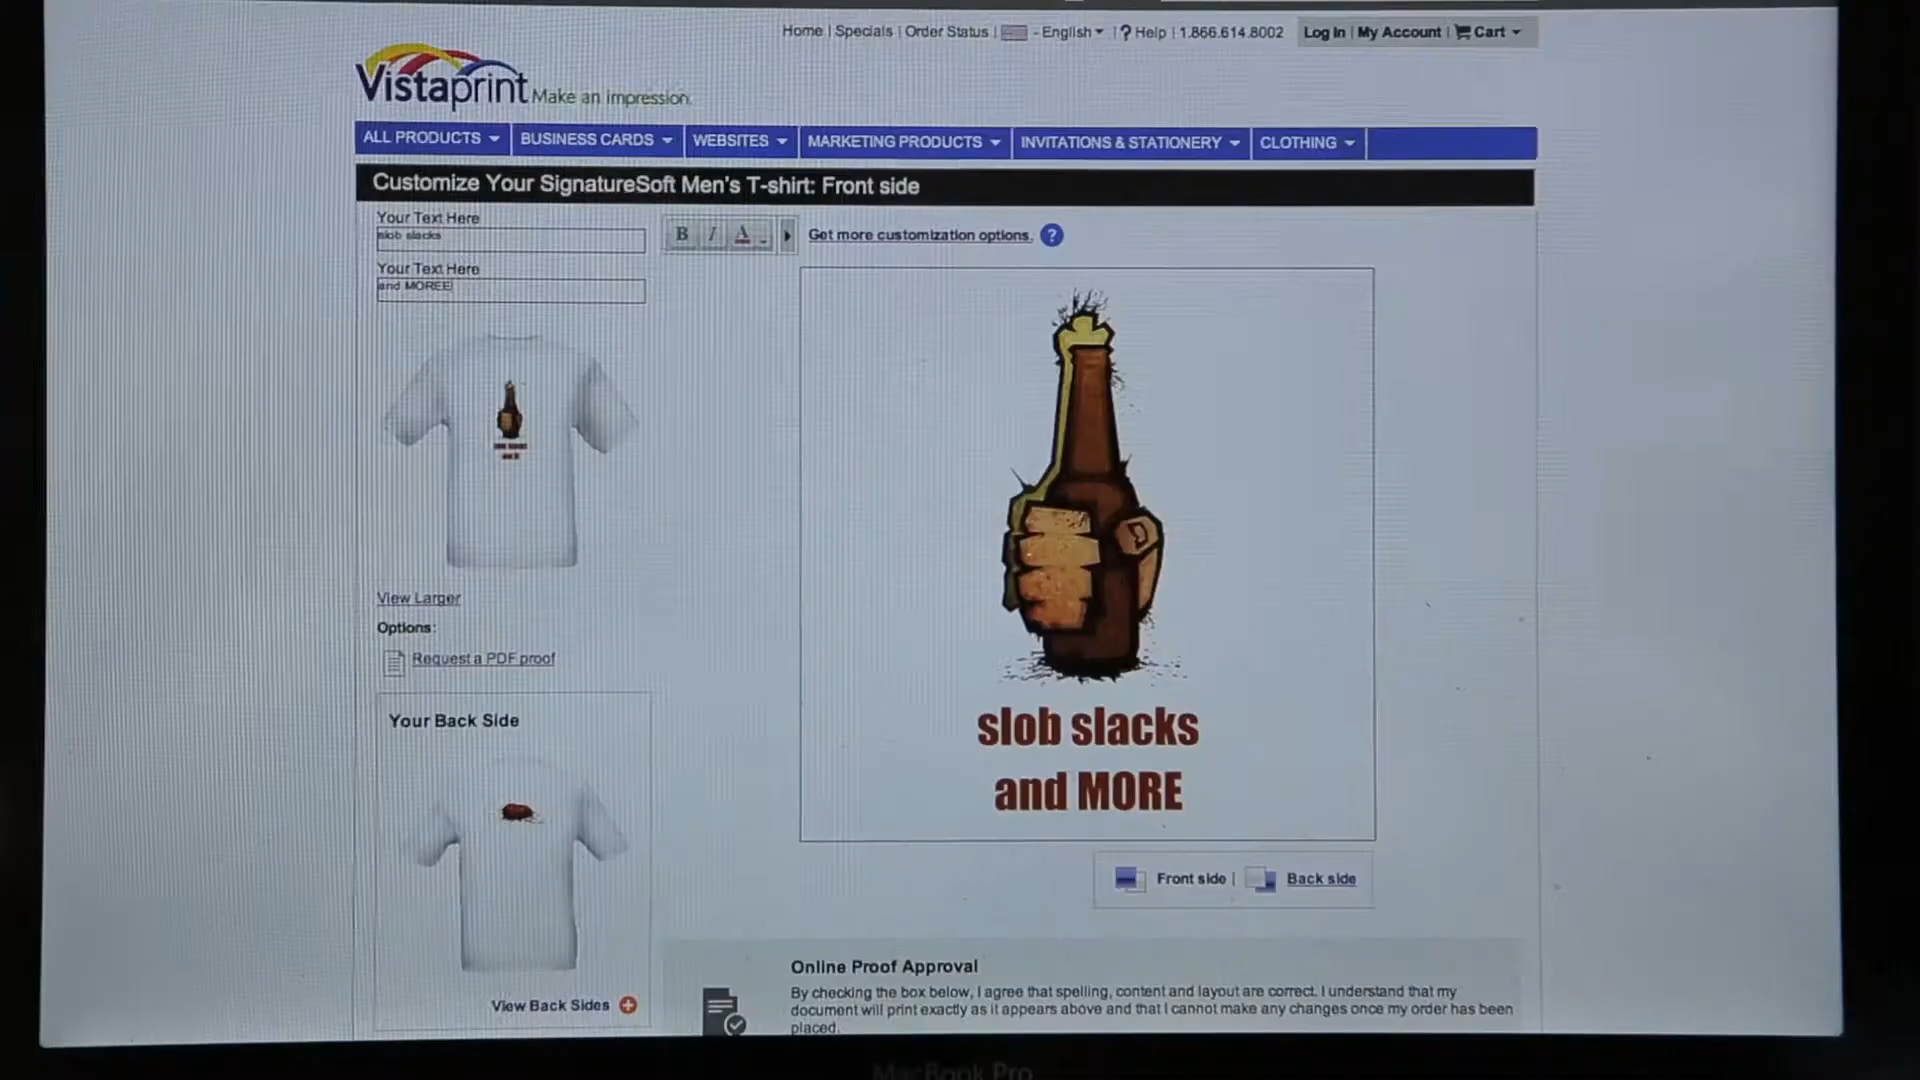 Home | Specials | Order Status | - English | ? Help | 1.866.614.8002 Log In | My Account | Cart
Vistaprint Make an impression.
ALL PRODUCTS BUSINESS CARDS WEBSITES MARKETING PRODUCTS INVITATIONS & STATIONERY CLOTHING
Customize Your SignatureSoft Men's T-shirt: Front side
Your Text Here
slob slacks
B I A Get more customization options. ?
Your Text Here
and MOREE
slob slacks
and MORE
View Larger
Options:
Request a PDF proof
Your Back Side
View Back Sides
Front side | Back side
Online Proof Approval
By checking the box below, I agree that spelling, content and layout are correct. I understand that my
document will print exactly as it appears above and that I cannot make any changes once my order has been
placed.
MacBook Pro